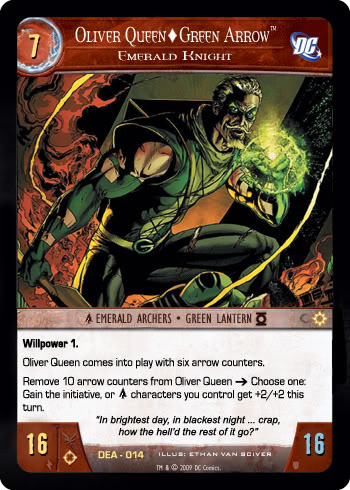 7
OLIVER QUEEN♦GREEN ARROW™
EMERALD KNIGHT
DC
EMERALD ARCHERS • GREEN LANTERN
Willpower 1.
Oliver Queen comes into play with six arrow counters.
Remove 10 arrow counters from Oliver Queen ➔ Choose one:
Gain the initiative, or characters you control get +2/+2 this
turn.
"In brightest day, in blackest night ... crap,
how the hell'd the rest of it go?"
16
DEA - 014
ILLUS: ETHAN VAN SCIVER
16
TM & © 2009 DC Comics.